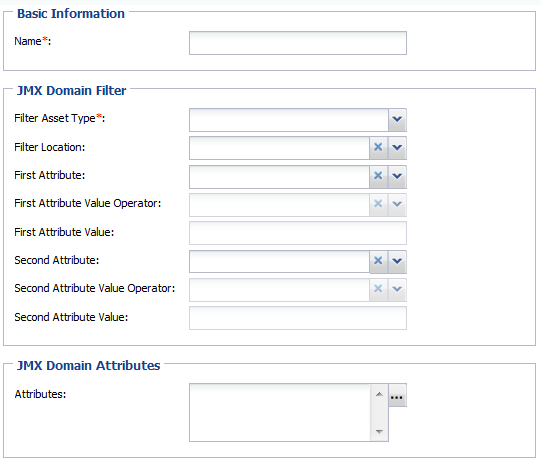 Basic Information
Name*:
JMX Domain Filter
Filter Asset Type*:
Filter Location:
First Attribute:
First Attribute Value Operator:
First Attribute Value:
Second Attribute:
Second Attribute Value Operator:
Second Attribute Value:
JMX Domain Attributes
Attributes: